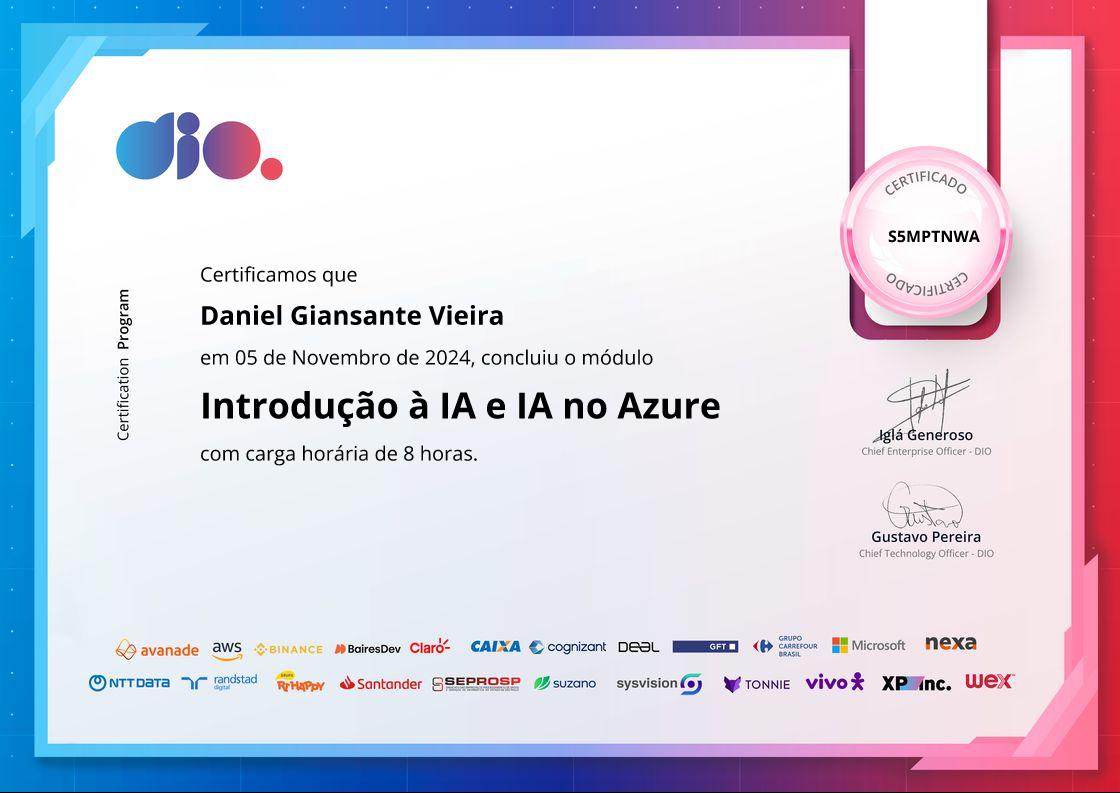 dio.
CERTIFICADO
S5MPTNWA
CERTIFICADO
Certification Program
Certificamos que
Daniel Giansante Vieira
em 05 de Novembro de 2024, concluiu o módulo
Introdução à IA e IA no Azure
com carga horária de 8 horas.
Iglá Generoso
Chief Enterprise Officer - DIO
Gustavo Pereira
Chief Technology Officer - DIO
avanade aws BINANCE BairesDev Claro CAIXA cognizant DEAL GFT GRUPO CARREFOUR BRASIL Microsoft nexa
NTT DATA randstad digital GRUPO Ri HAPPY Santander SEPROSP suzano sysvision TONNIE vivo XP inc. wex